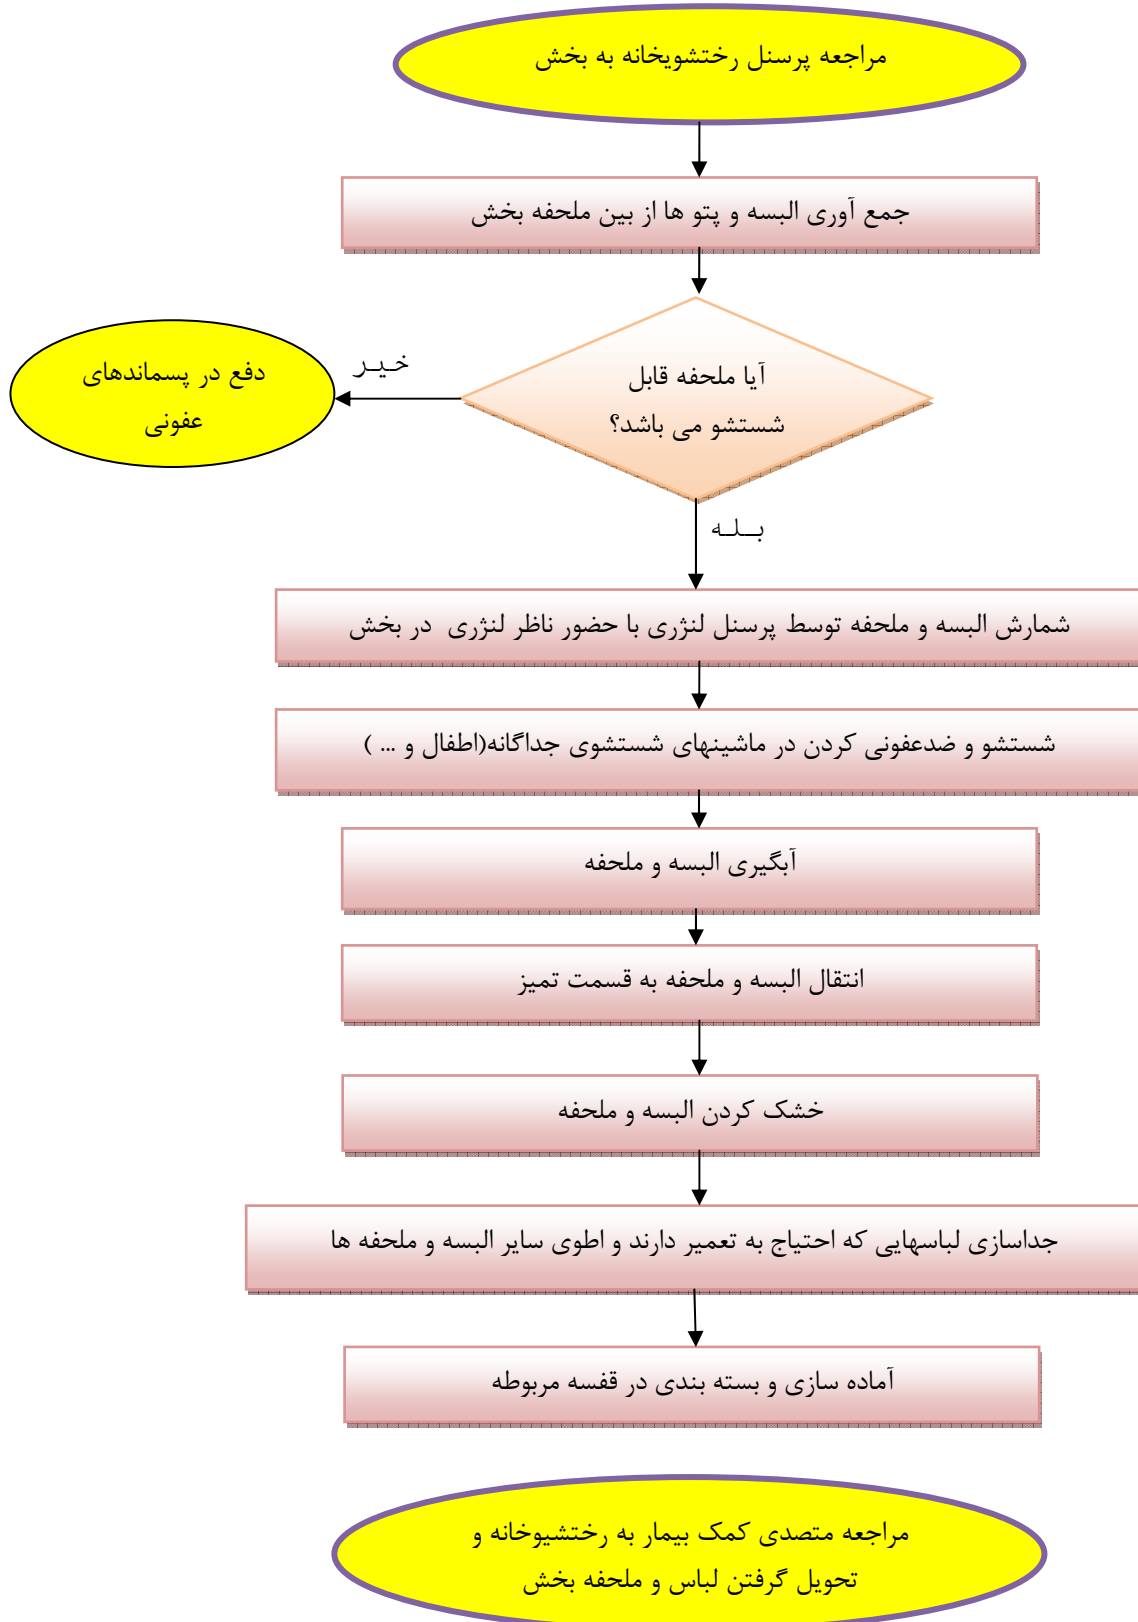 مراجعه پرسنل رختشویخانه به بخش
جمع آوری البسه و پتو ها از بین ملحفه بخش
آیا ملحفه قابل
شستشو می باشد؟
خیر
دفع در پسماندهای
عفونی
بله
شمارش البسه و ملحفه توسط پرسنل لنژری با حضور ناظر لنژری در بخش
شستشو و ضدعفونی کردن در ماشینهای شستشوی جداگانه(اطفال و ... )
آبگیری البسه و ملحفه
انتقال البسه و ملحفه به قسمت تمیز
خشک کردن البسه و ملحفه
جداسازی لباسهایی که احتیاج به تعمیر دارند و اطوی سایر البسه و ملحفه ها
آماده سازی و بسته بندی در قفسه مربوطه
مراجعه متصدی کمک بیمار به رختشیوخانه و
تحویل گرفتن لباس و ملحفه بخش